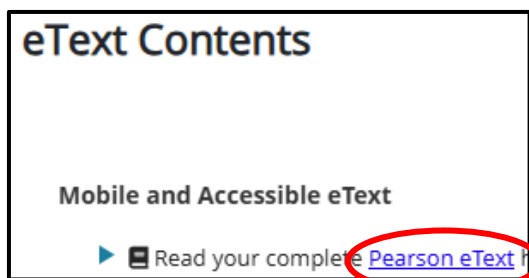 eText Contents
Mobile and Accessible eText
Read your complete Pearson eText